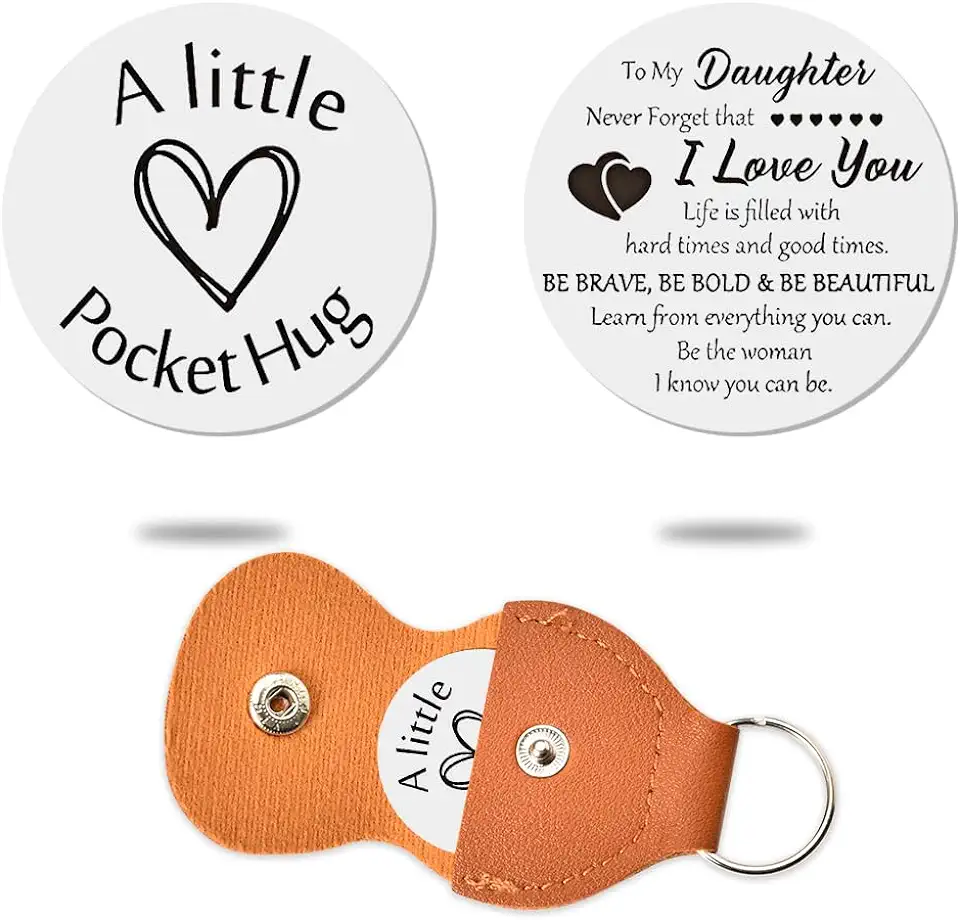 A little
Pocket Hug
To My Daughter
Never Forget that
I Love You
Life is filled with
hard times and good times.
BE BRAVE, BE BOLD & BE BEAUTIFUL
Learn from everything you can.
Be the woman
I know you can be.
A little